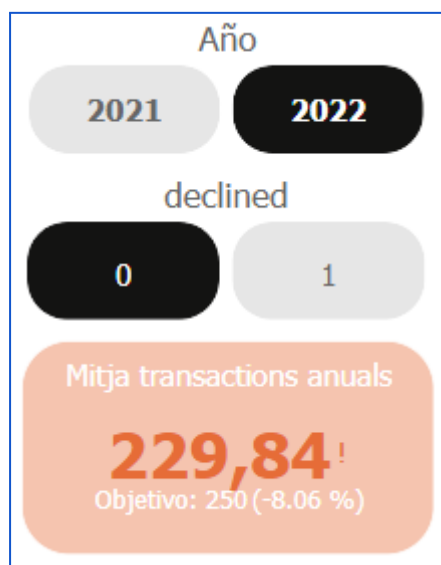 Año
2021 2022
declined
0 1
Mitja transactions anuals
229,84 !
Objetivo: 250 (-8.06 %)